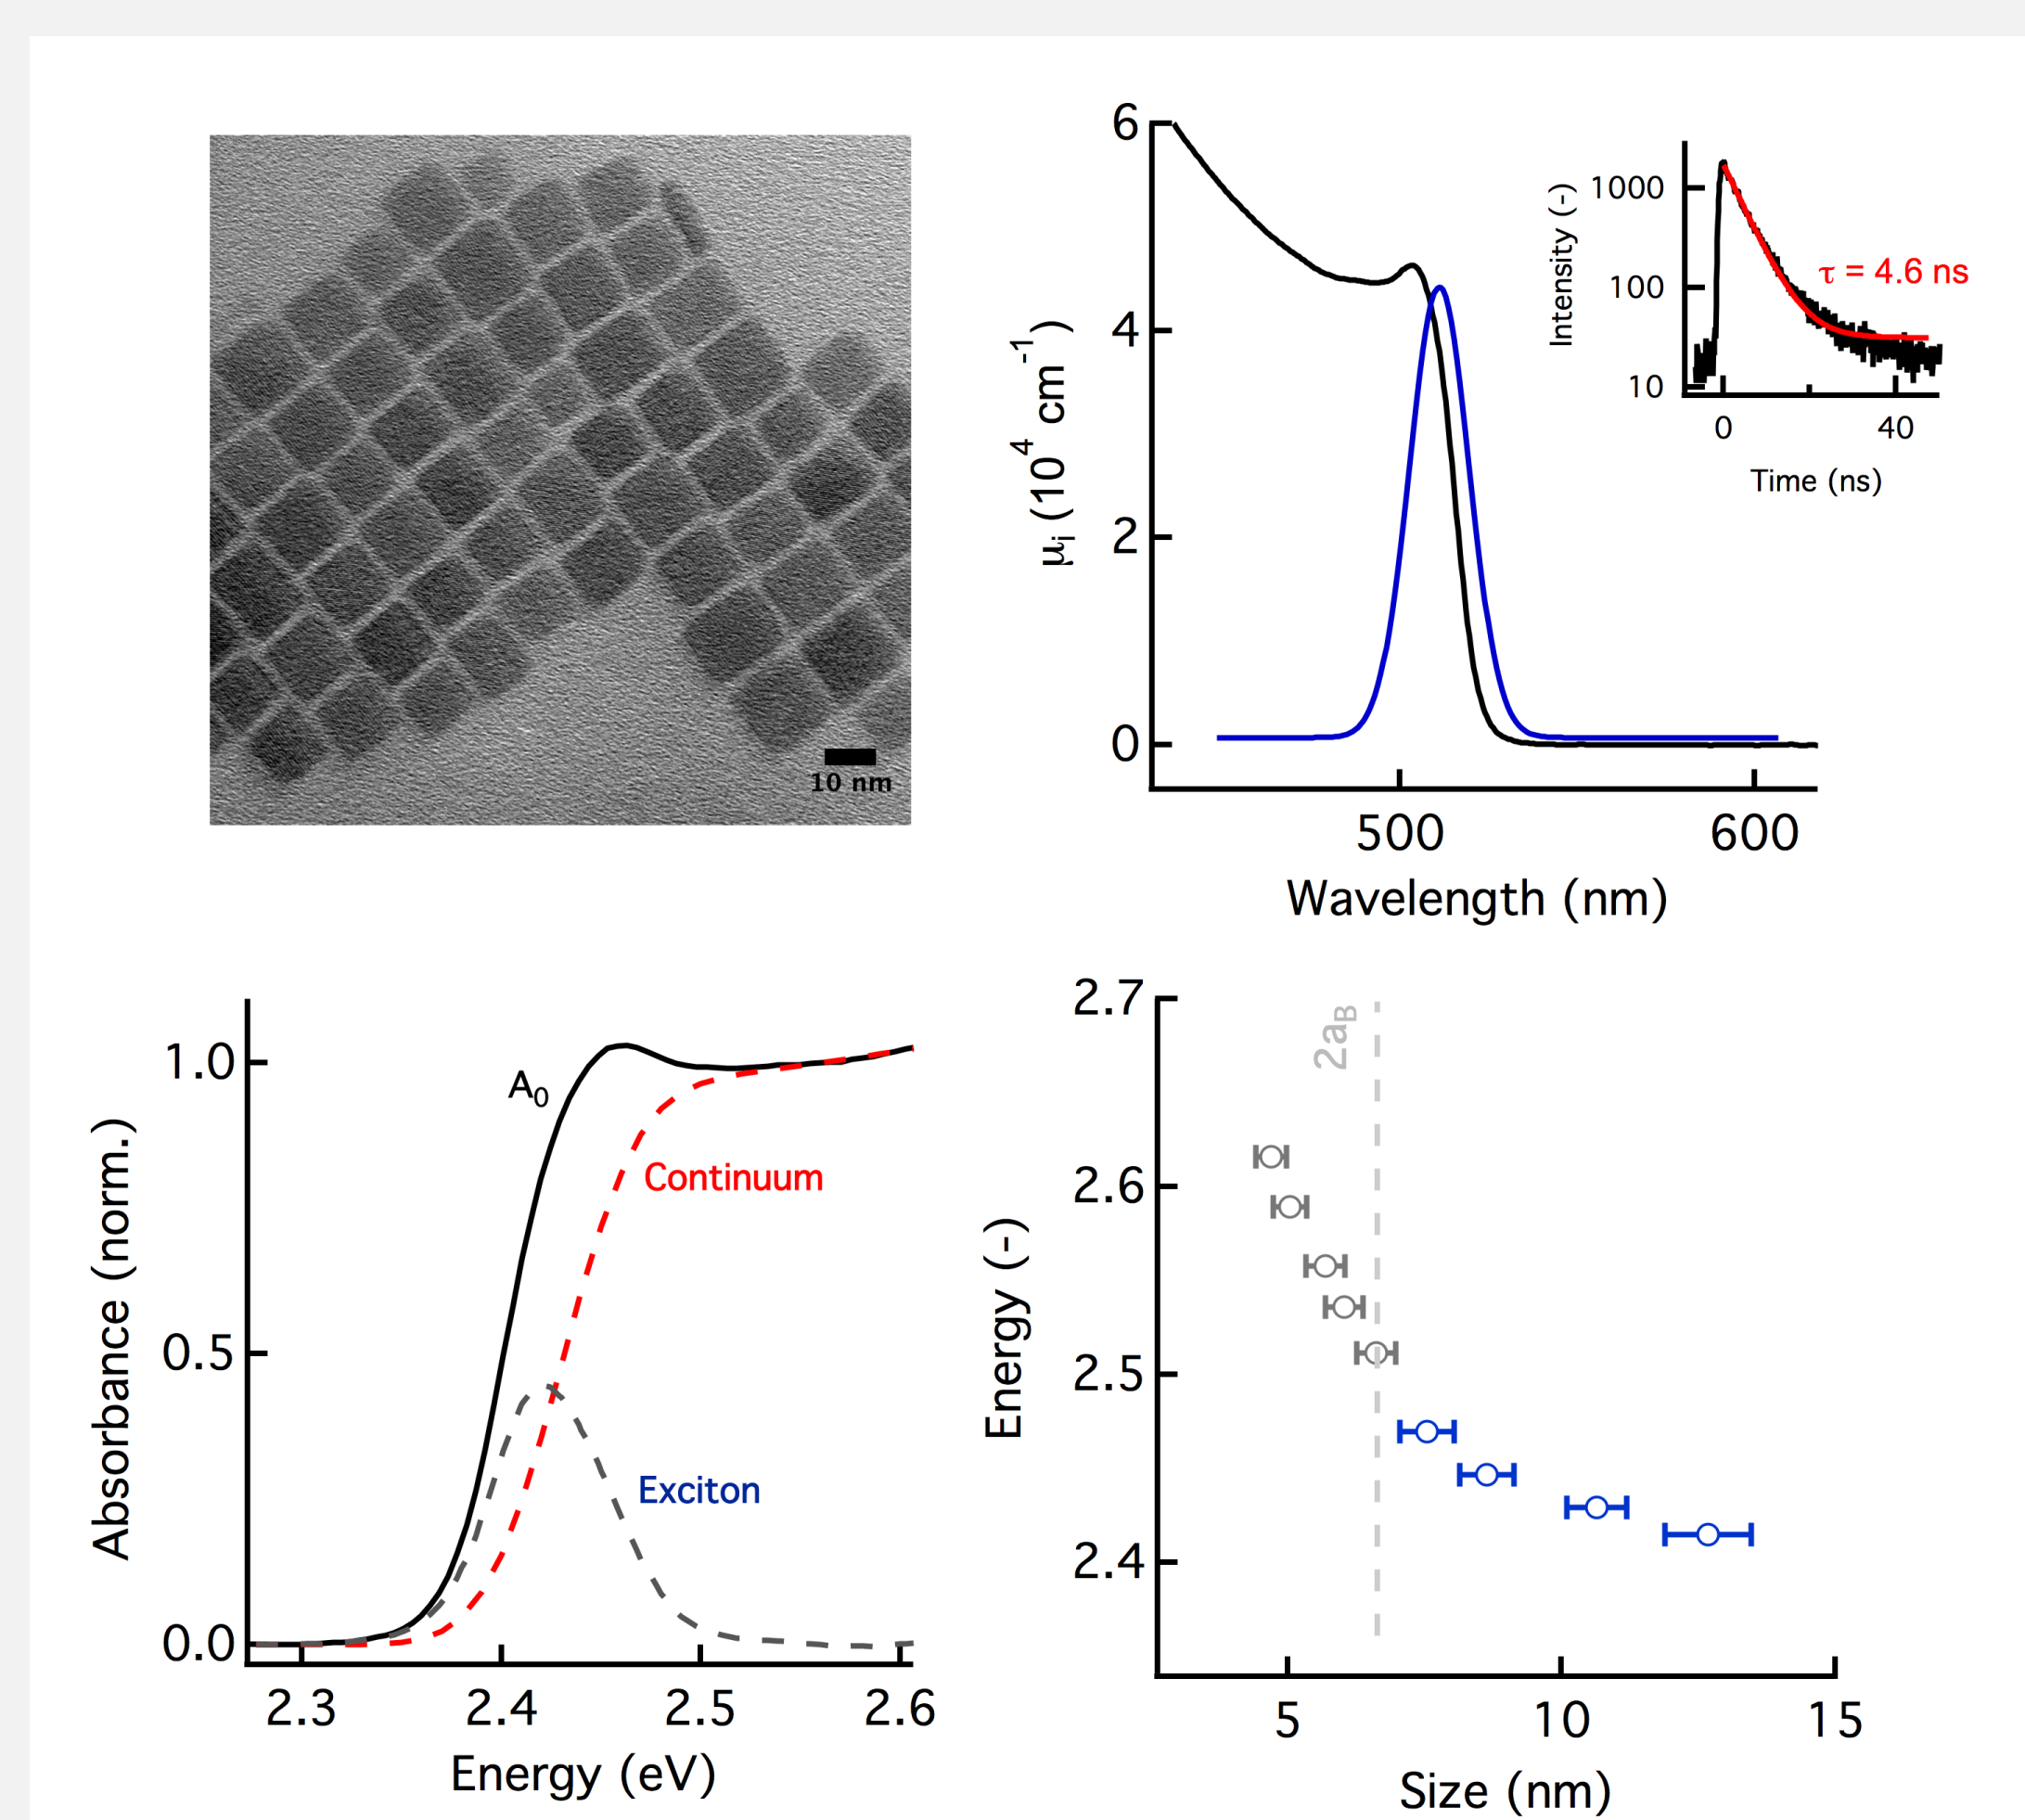 10 nm
6
4
2
0
μi (10^4 cm^-1)
500
600
Wavelength (nm)
1000
100
10
Intensity (-)
τ = 4.6 ns
0
40
Time (ns)
1.0
0.5
0.0
Absorbance (norm.)
A0
Continuum
Exciton
2.3
2.4
2.5
2.6
Energy (eV)
2.7
2.6
2.5
2.4
Energy (-)
2aB
5
10
15
Size (nm)